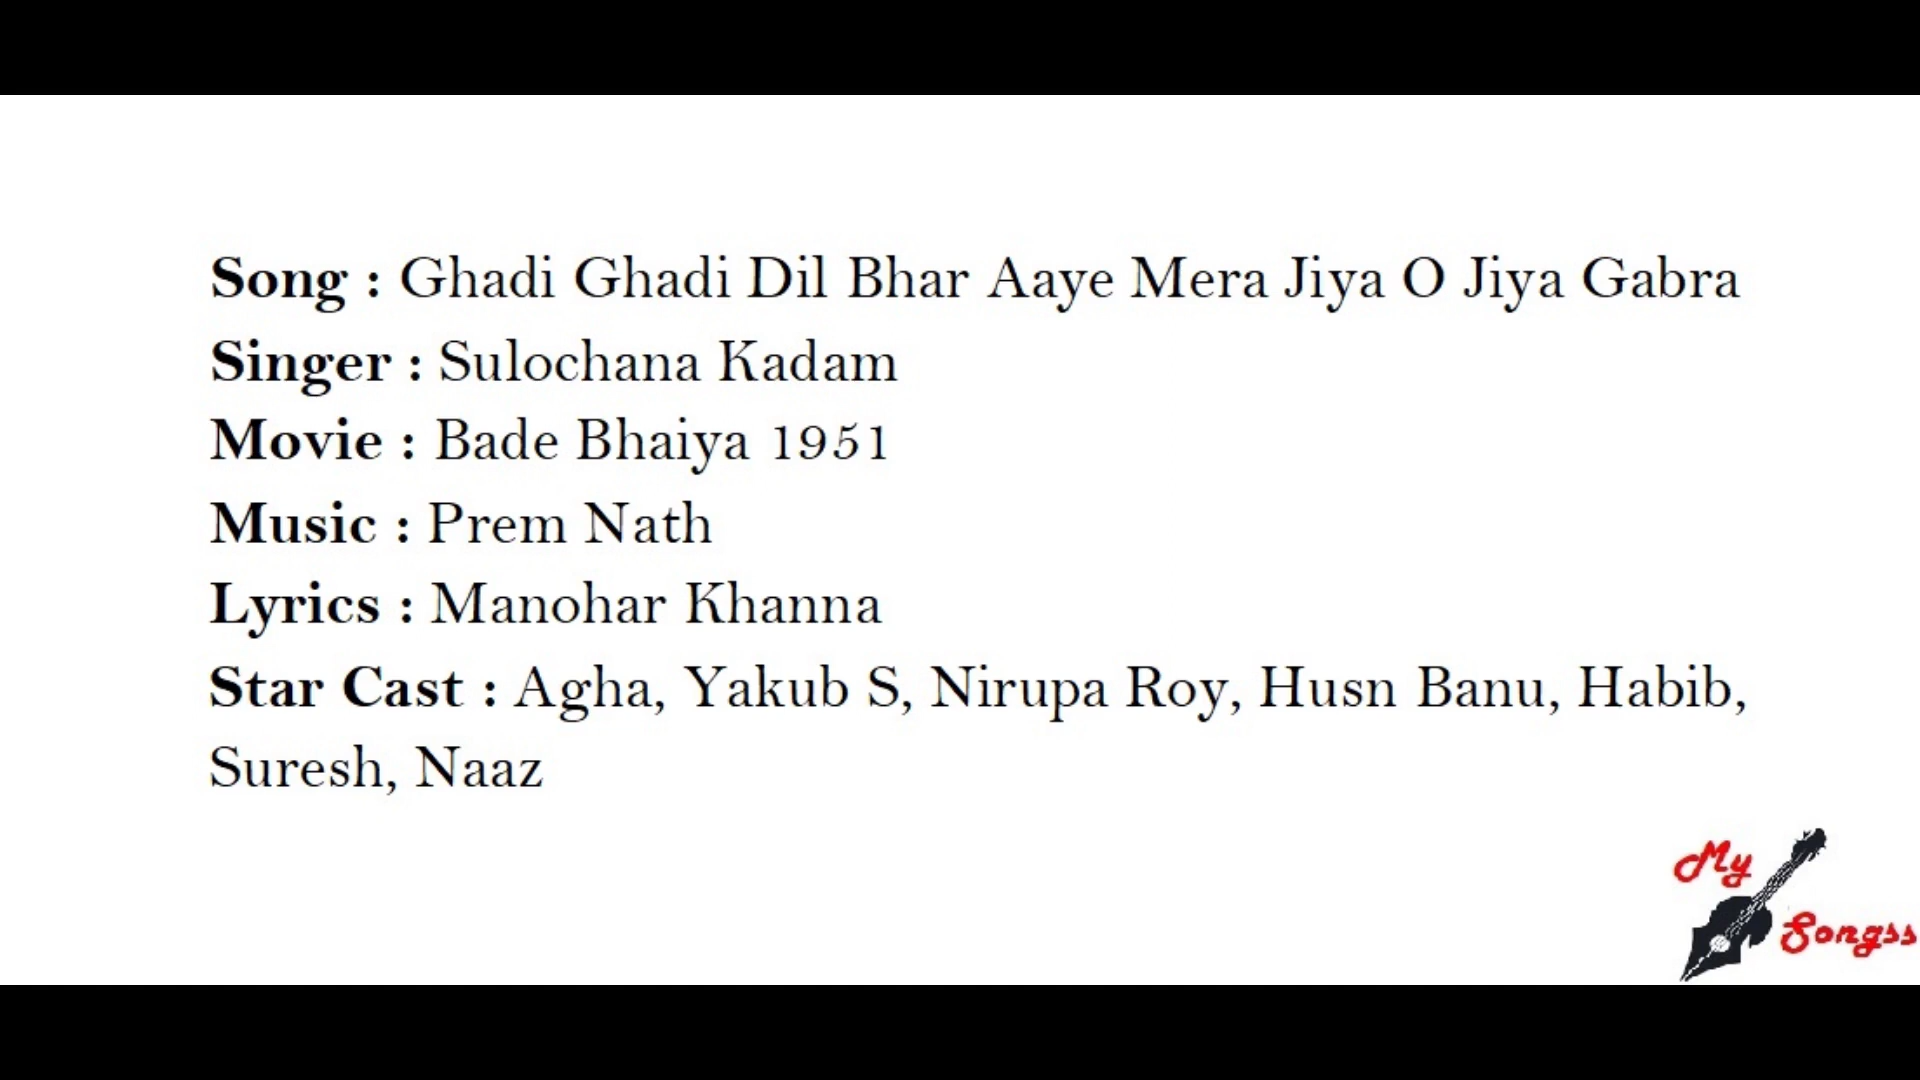 Song : Ghadi Ghadi Dil Bhar Aaye Mera Jiya O Jiya Gabra
Singer : Sulochana Kadam
Movie : Bade Bhaiya 1951
Music : Prem Nath
Lyrics : Manohar Khanna
Star Cast : Agha, Yakub S, Nirupa Roy, Husn Banu, Habib,
Suresh, Naaz
My
Songss